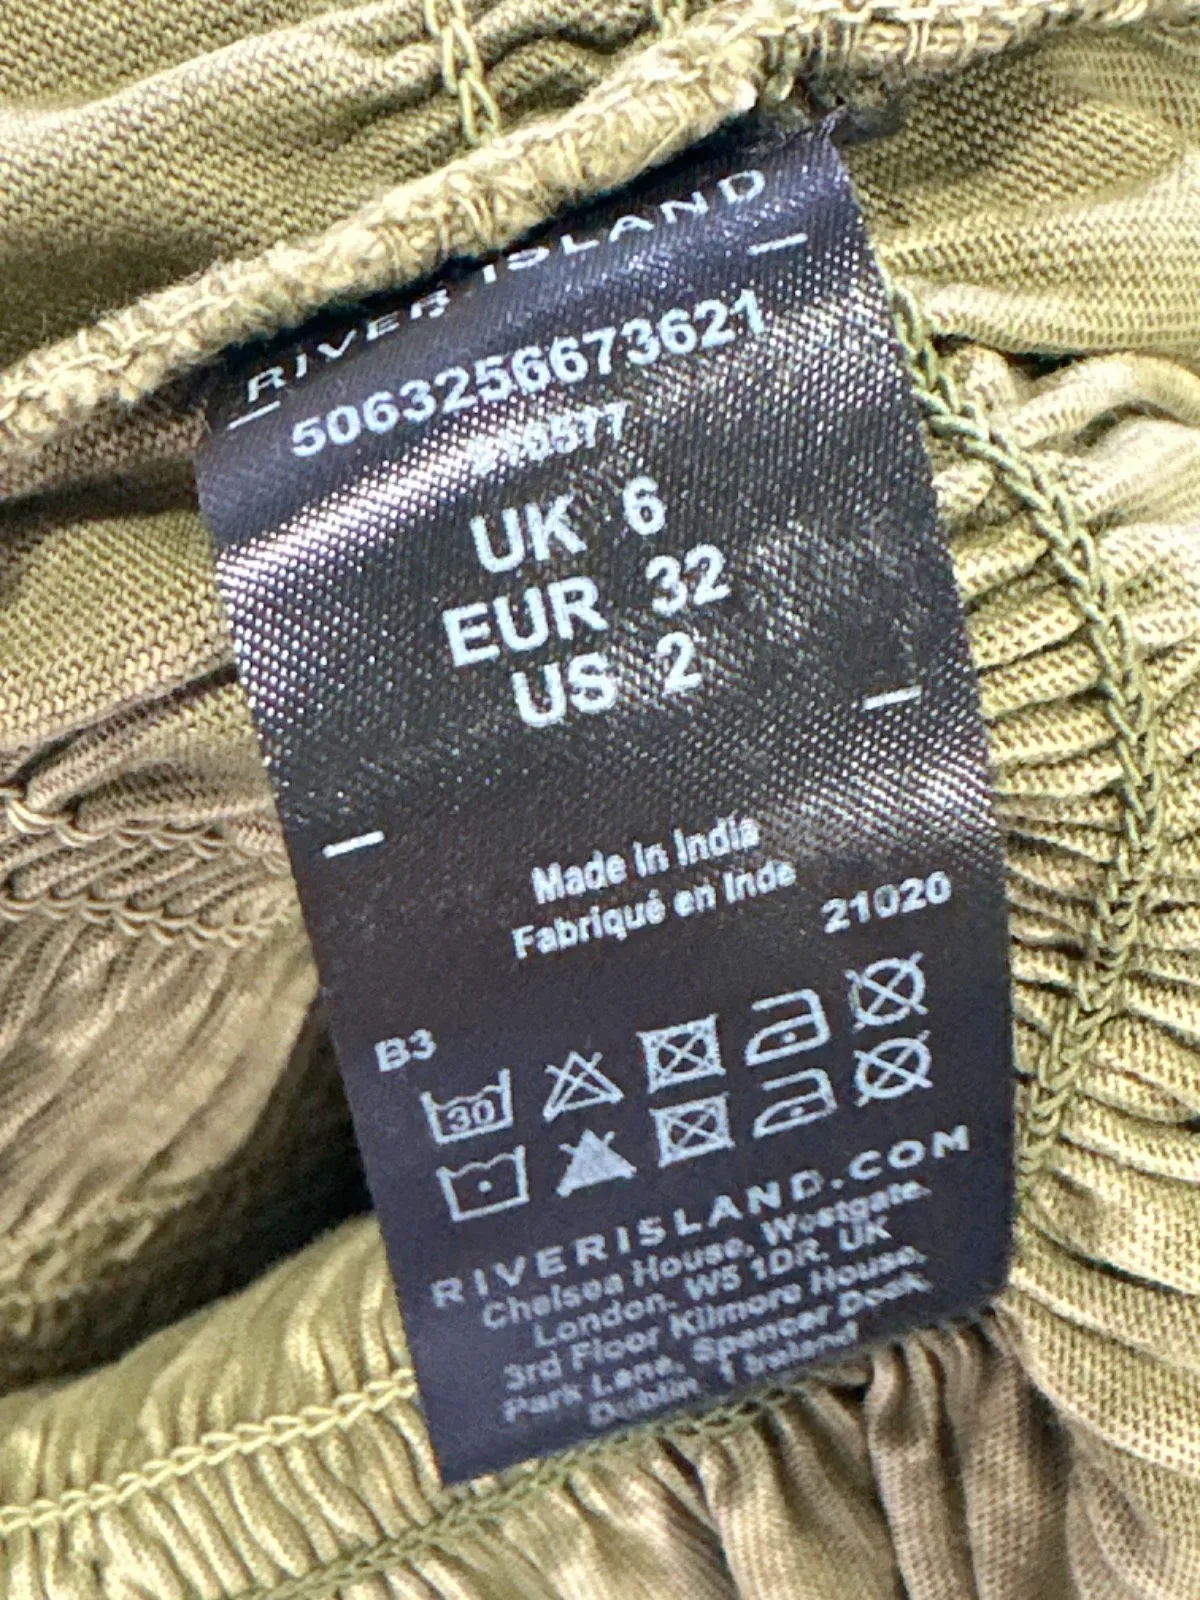 RIVER ISLAND
5063256673621
UK 6
EUR 32
US 2
Made in India
Fabriqué en Inde
21020
B3
30
RIVERISLAND.COM
Chelsea House, Westgate,
London, W5 1DR, UK
3rd Floor Kilmore House,
Park Lane, Spencer Dock,
Dublin, 1 Ireland